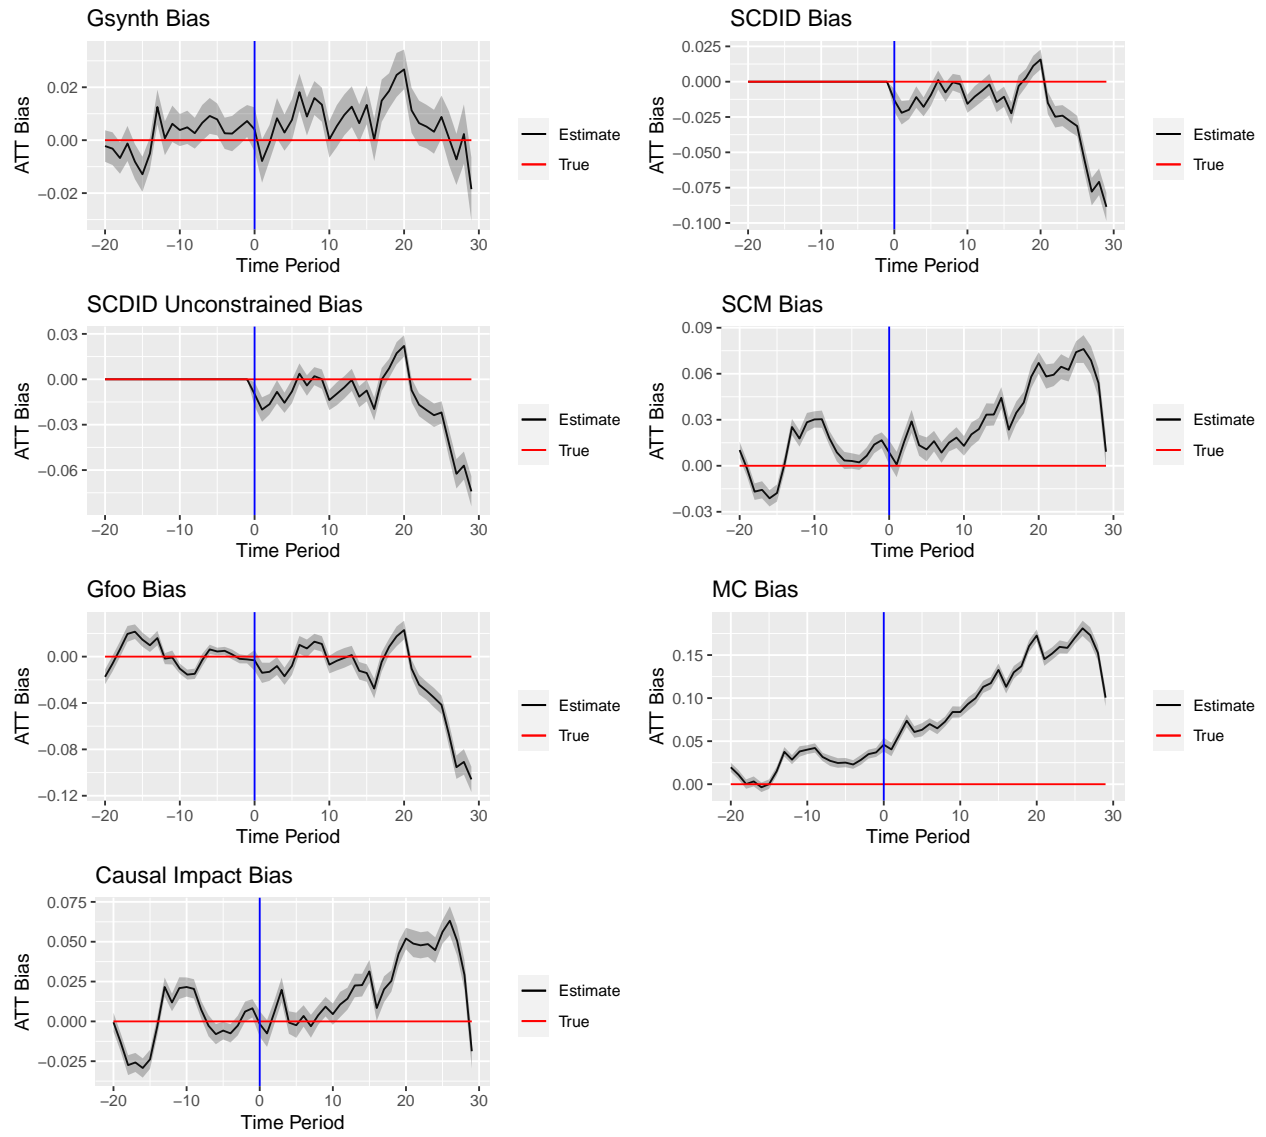 Gsynth Bias
ATT Bias
0.02
0.00
−0.02
−20 −10 0 10 20 30
Time Period
Estimate
True
SCDID Bias
ATT Bias
0.025
0.000
−0.025
−0.050
−0.075
−0.100
−20 −10 0 10 20 30
Time Period
Estimate
True
SCDID Unconstrained Bias
ATT Bias
0.03
0.00
−0.03
−0.06
−20 −10 0 10 20 30
Time Period
Estimate
True
SCM Bias
ATT Bias
0.09
0.06
0.03
0.00
−0.03
−20 −10 0 10 20 30
Time Period
Estimate
True
Gfoo Bias
ATT Bias
0.00
−0.04
−0.08
−0.12
−20 −10 0 10 20 30
Time Period
Estimate
True
MC Bias
ATT Bias
0.15
0.10
0.05
0.00
−20 −10 0 10 20 30
Time Period
Estimate
True
Causal Impact Bias
ATT Bias
0.075
0.050
0.025
0.000
−0.025
−20 −10 0 10 20 30
Time Period
Estimate
True